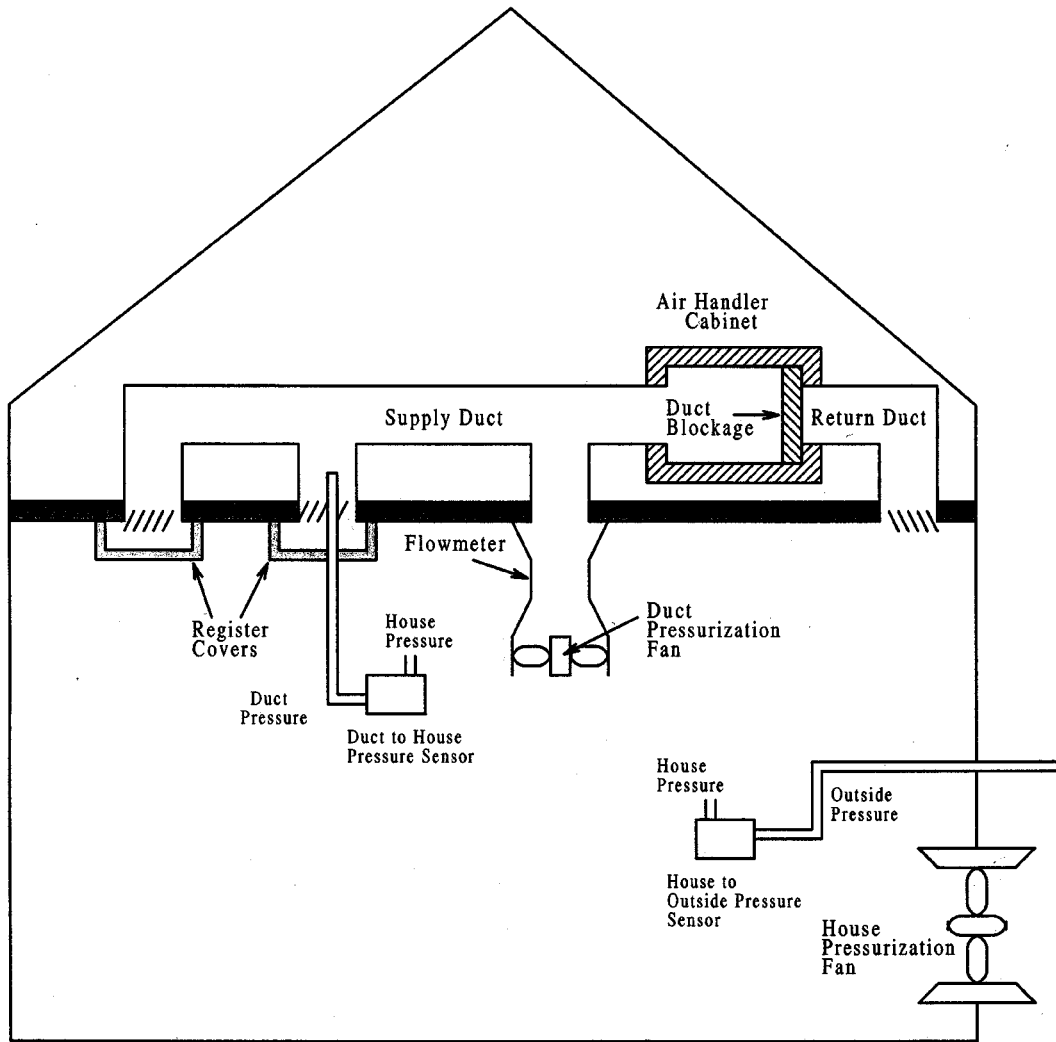 Air Handler
Cabinet
Supply Duct
Duct
Blockage
Return Duct
Flowmeter
Register
Covers
House
Pressure
Duct
Pressurization
Fan
Duct
Pressure
Duct to House
Pressure Sensor
House
Pressure
Outside
Pressure
House to
Outside Pressure
Sensor
House
Pressurization
Fan